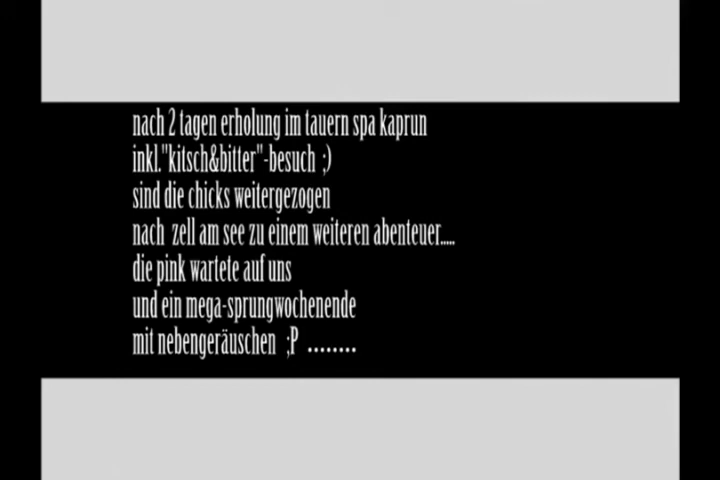 nach 2 tagen erholung im tauern spa kaprun
inkl."kitsch&bitter"-besuch ;)
sind die chicks weitergezogen
nach zell am see zu einem weiteren abenteuer.....
die pink wartete auf uns
und ein mega-sprungwochenende
mit nebengeräuschen ;P ........